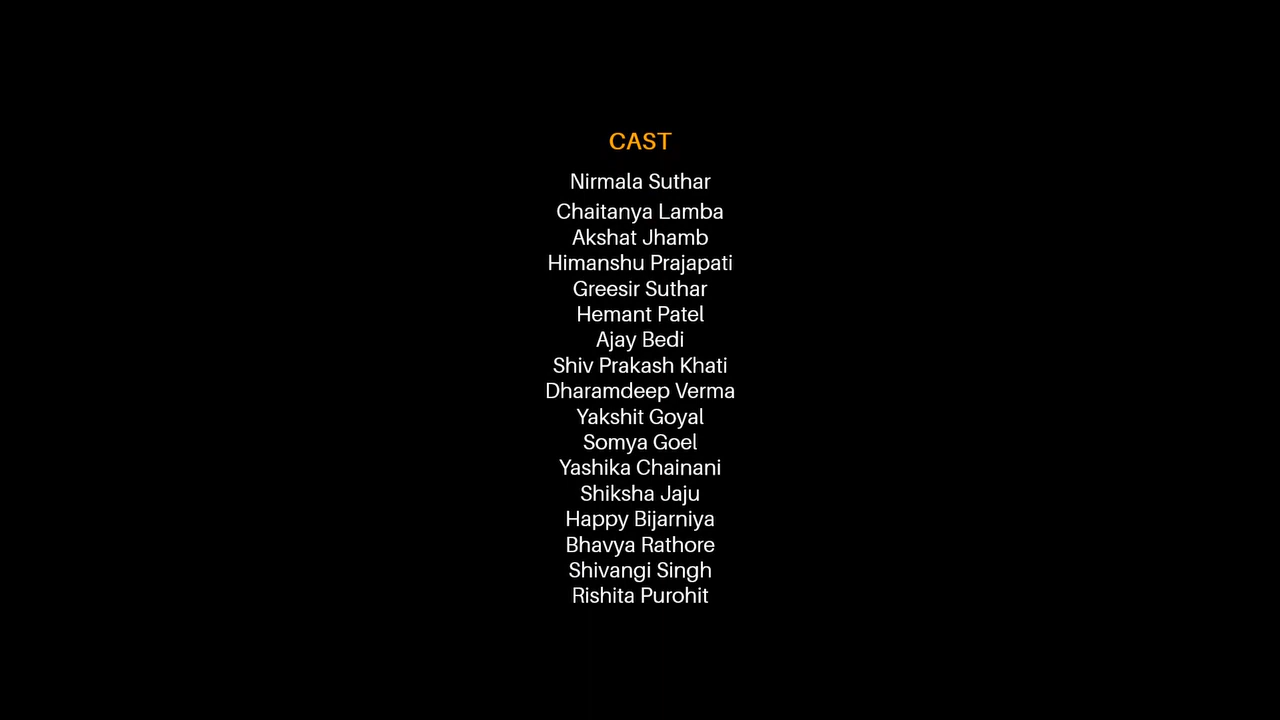 CAST
Nirmala Suthar
Chaitanya Lamba
Akshat Jhamb
Himanshu Prajapati
Greesir Suthar
Hemant Patel
Ajay Bedi
Shiv Prakash Khati
Dharamdeep Verma
Yakshit Goyal
Somya Goel
Yashika Chainani
Shiksha Jaju
Happy Bijarniya
Bhavya Rathore
Shivangi Singh
Rishita Purohit